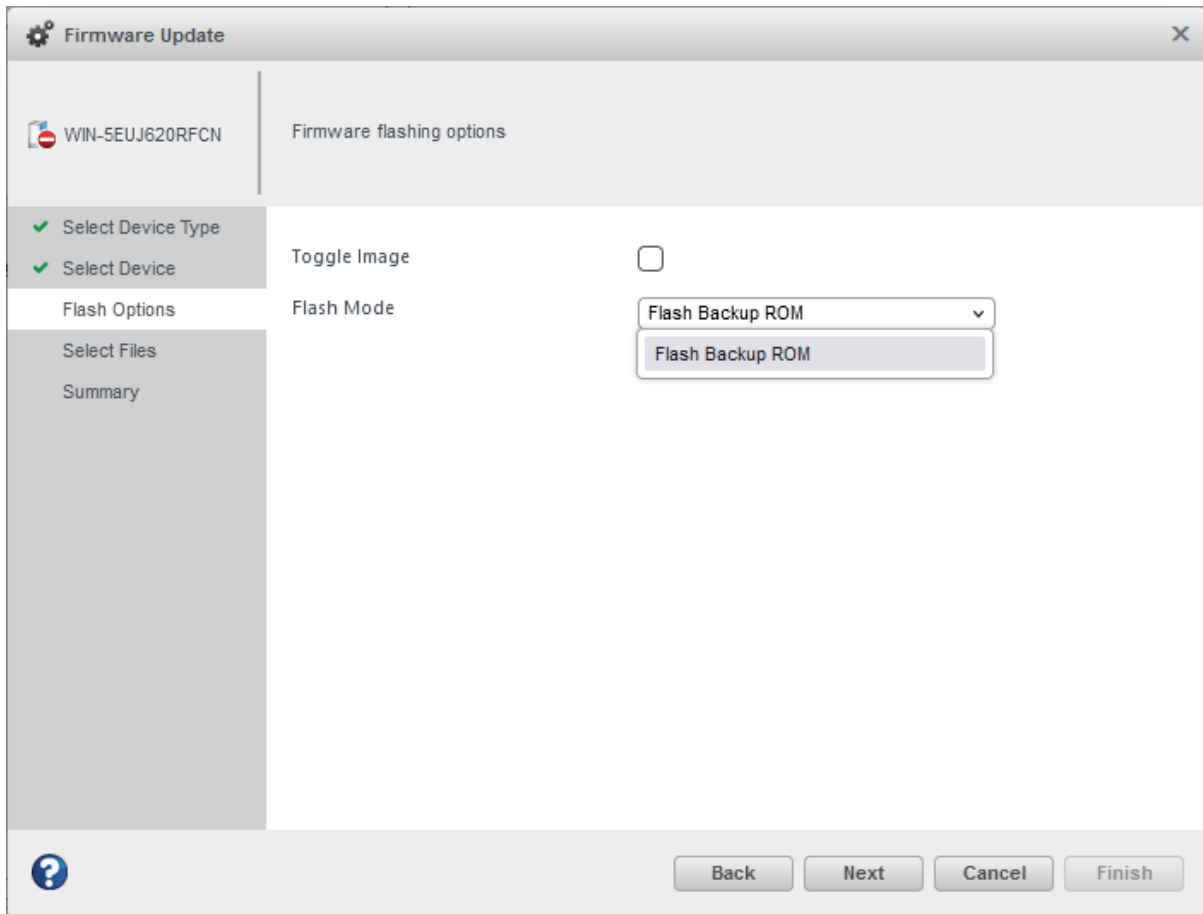 Firmware Update
WIN-5EUJ620RFCN
Firmware flashing options
Select Device Type
Select Device
Flash Options
Select Files
Summary
Toggle Image
Flash Mode
Flash Backup ROM
Flash Backup ROM
?
Back
Next
Cancel
Finish